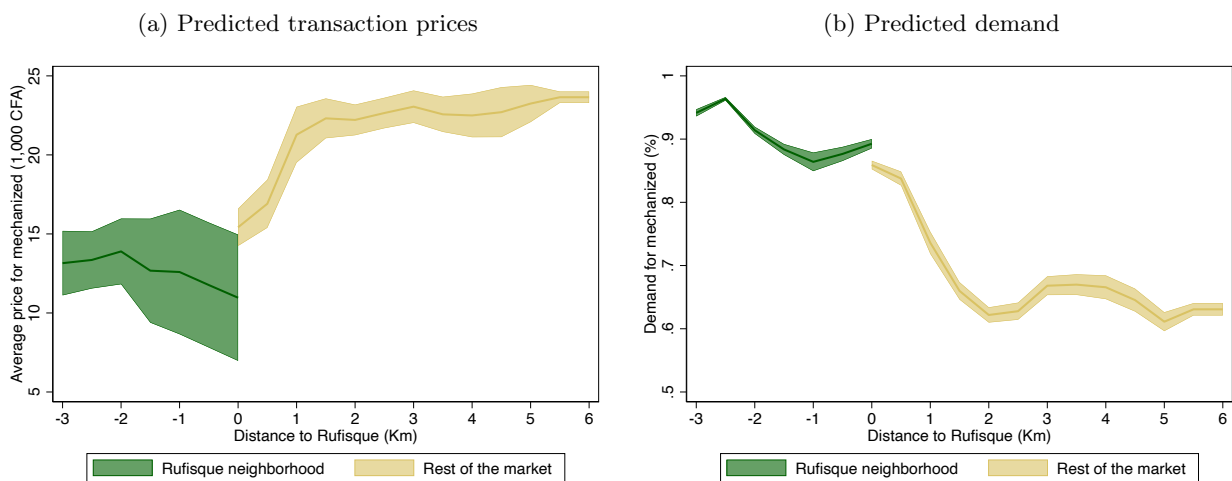 (a) Predicted transaction prices
Average price for mechanized (1,000 CFA)
25
20
15
10
5
-3 -2 -1 0 1 2 3 4 5 6
Distance to Rufisque (Km)
Rufisque neighborhood Rest of the market
(b) Predicted demand
Demand for mechanized (%)
1
.9
.8
.7
.6
.5
-3 -2 -1 0 1 2 3 4 5 6
Distance to Rufisque (Km)
Rufisque neighborhood Rest of the market